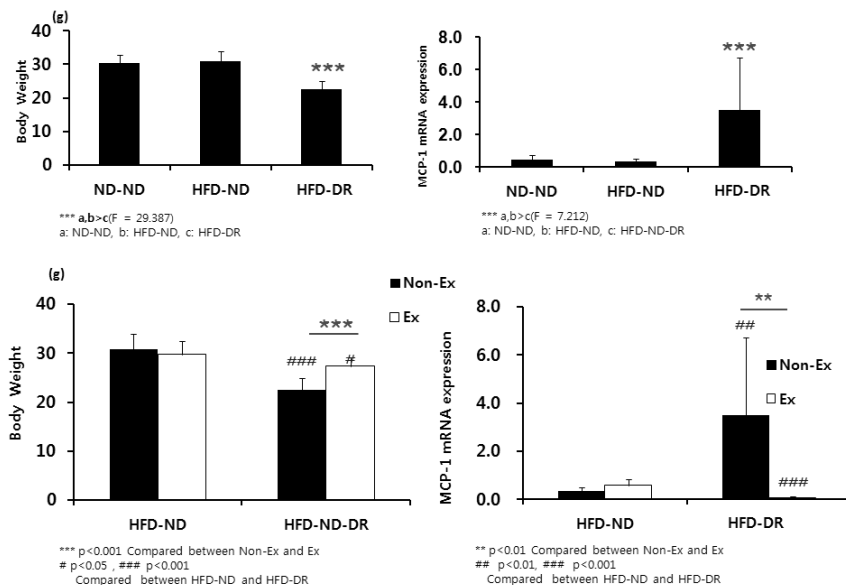 (g)
Body Weight
40
30
20
10
0
***
ND-ND HFD-ND HFD-DR
*** a,b>c(F = 29.387)
a: ND-ND, b: HFD-ND, c: HFD-DR
MCP-1 mRNA expression
8.0
6.0
4.0
2.0
0.0
***
ND-ND HFD-ND HFD-DR
*** a,b>c(F = 7.212)
a: ND-ND, b: HFD-ND, c: HFD-ND-DR
(g)
Body Weight
40
30
20
10
0
Non-Ex
Ex
***
### #
HFD-ND HFD-ND-DR
*** p<0.001 Compared between Non-Ex and Ex
# p<0.05 , ### p<0.001
Compared between HFD-ND and HFD-DR
MCP-1 mRNA expression
8.0
6.0
4.0
2.0
0.0
**
##
Non-Ex
Ex
###
HFD-ND HFD-DR
** p<0.01 Compared between Non-Ex and Ex
## p<0.01, ### p<0.001
Compared between HFD-ND and HFD-DR